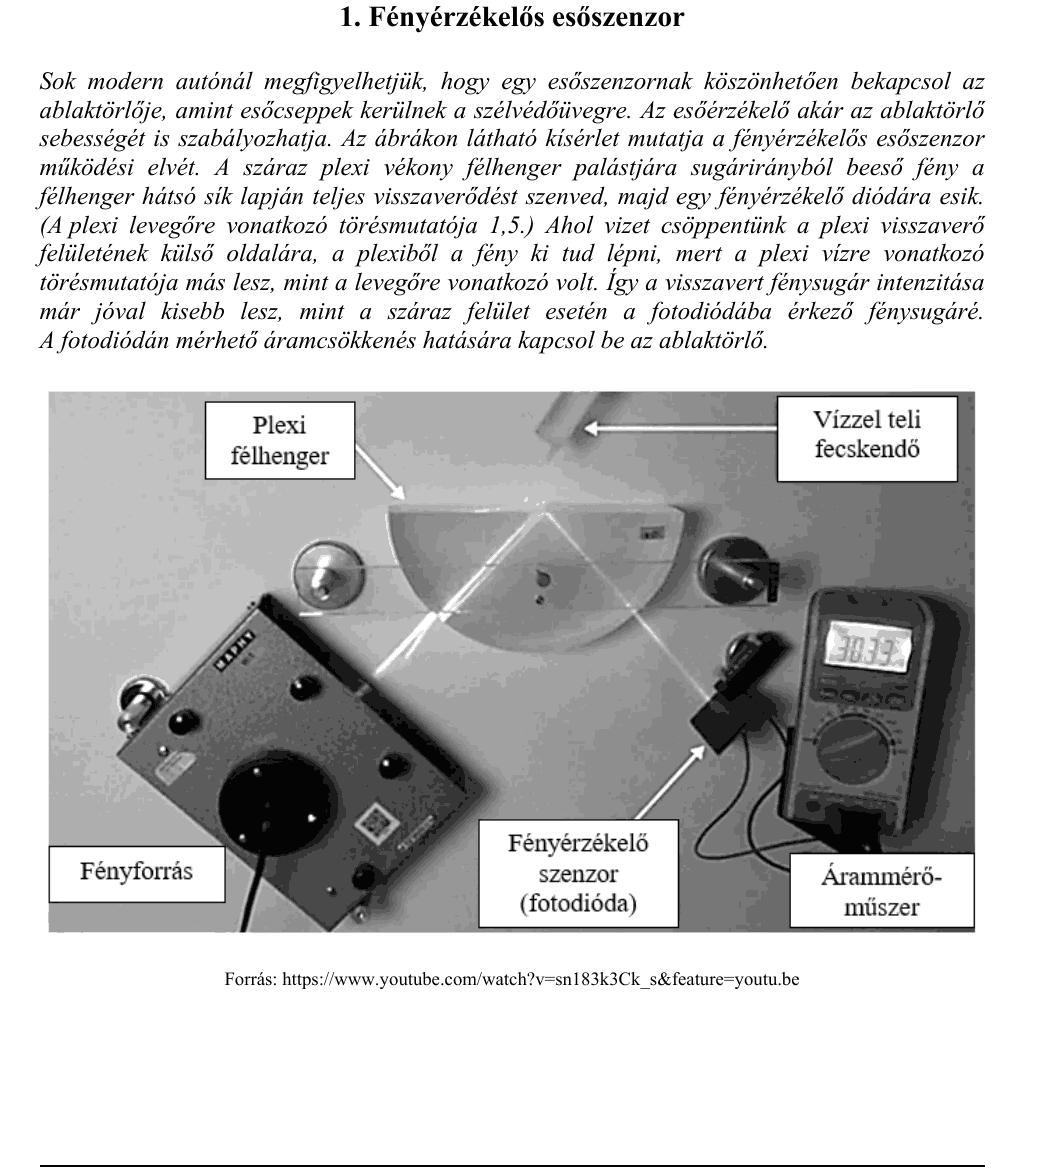 1. Fényérzékelős esőszenzor
Sok modern autónál megfigyelhetjük, hogy egy esőszenzornak köszönhetően bekapcsol az
ablaktörlője, amint esőcseppek kerülnek a szélvédőüvegre. Az esőérzékelő akár az ablaktörlő
sebességét is szabályozhatja. Az ábrákon látható kísérlet mutatja a fényérzékelős esőszenzor
működési elvét. A száraz plexi vékony félhenger palástjára sugárirányból beeső fény a
félhenger hátsó sík lapján teljes visszaverődést szenved, majd egy fényérzékelő diódára esik.
(A plexi levegőre vonatkozó törésmutatója 1,5.) Ahol vizet csöppentünk a plexi visszaverő
felületének külső oldalára, a plexiből a fény ki tud lépni, mert a plexi vízre vonatkozó
törésmutatója más lesz, mint a levegőre vonatkozó volt. Így a visszavert fénysugár intenzitása
már jóval kisebb lesz, mint a száraz felület esetén a fotodiódába érkező fénysugáré.
A fotodiódán mérhető áramcsökkenés hatására kapcsol be az ablaktörlő.
Plexi
félhenger
Vízzel teli
fecskendő
Fényforrás
Fényérzékelő
szenzor
(fotodióda)
Árammérő-
műszer
Forrás: https://www.youtube.com/watch?v=sn183k3Ck_s&feature=youtu.be